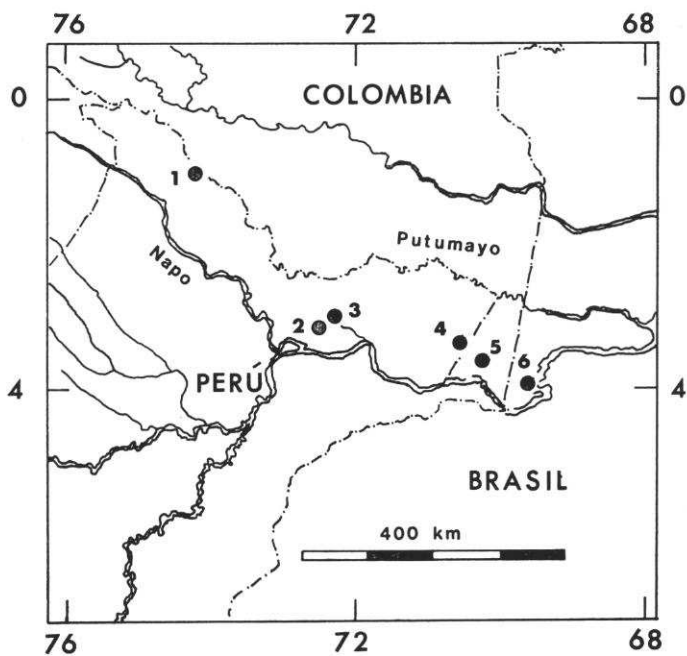 76 72 68
0 COLOMBIA 0
1
Putumayo
Napo
2 3
4 5
6
PERÚ
4 4
BRASIL
400 km
76 72 68